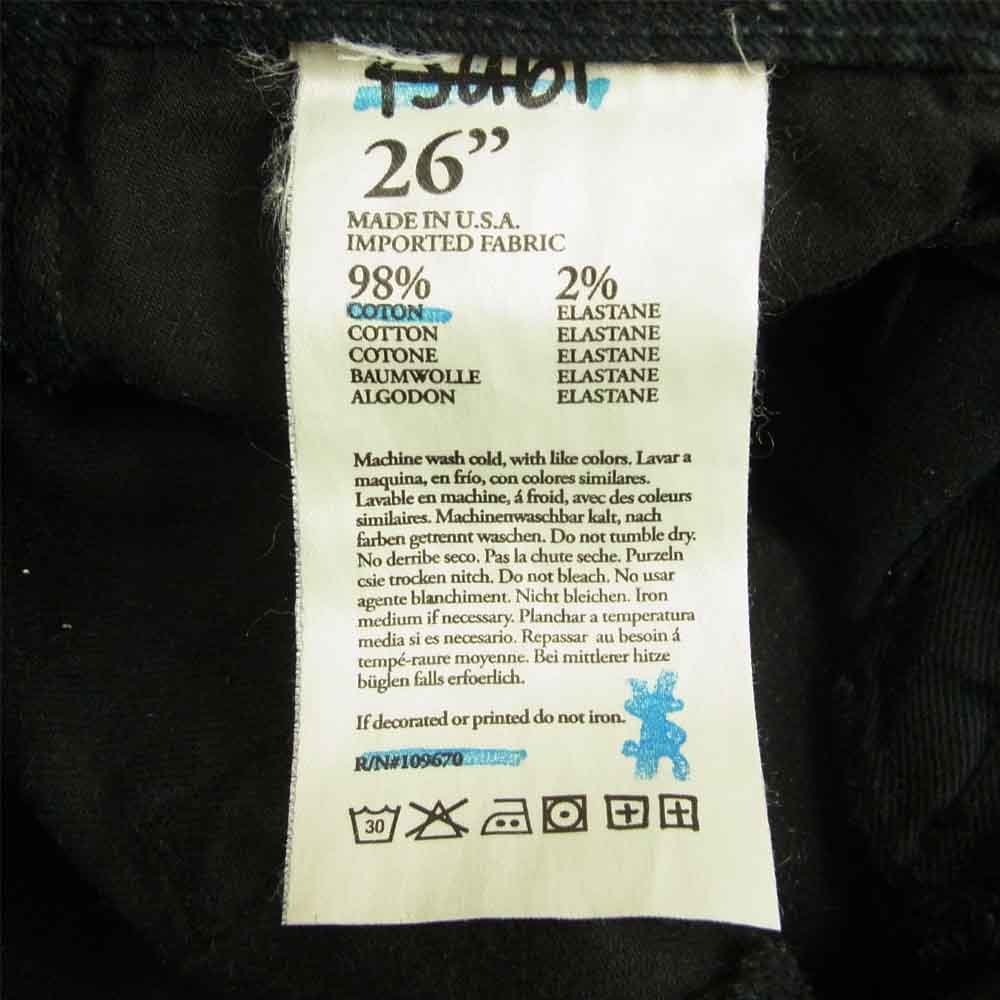 Tsubi
26”
MADE IN U.S.A.
IMPORTED FABRIC
98% 2%
COTON ELASTANE
COTTON ELASTANE
COTONE ELASTANE
BAUMWOLLE ELASTANE
ALGODON ELASTANE
Machine wash cold, with like colors. Lavar a
maquina, en frío, con colores similares.
Lavable en machine, á froid, avec des coleurs
similaires. Machinenwaschbar kalt, nach
farben getrennt waschen. Do not tumble dry.
No derribe seco. Pas la chute seche. Purzeln
csie trocken nitch. Do not bleach. No usar
agente blanchiment. Nicht bleichen. Iron
medium if necessary. Planchar a temperatura
media si es necesario. Repassar au besoin á
tempé-raure moyenne. Bei mittlerer hitze
büglen falls erfoerlich.
If decorated or printed do not iron.
R/N#109670
30